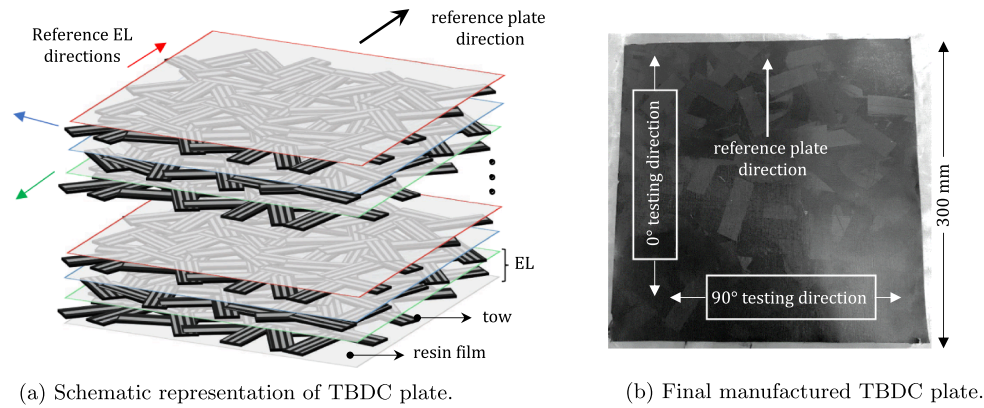 Reference EL
directions
reference plate
direction
EL
tow
resin film
(a) Schematic representation of TBDC plate.
0° testing direction
reference plate
direction
90° testing direction
300 mm
(b) Final manufactured TBDC plate.